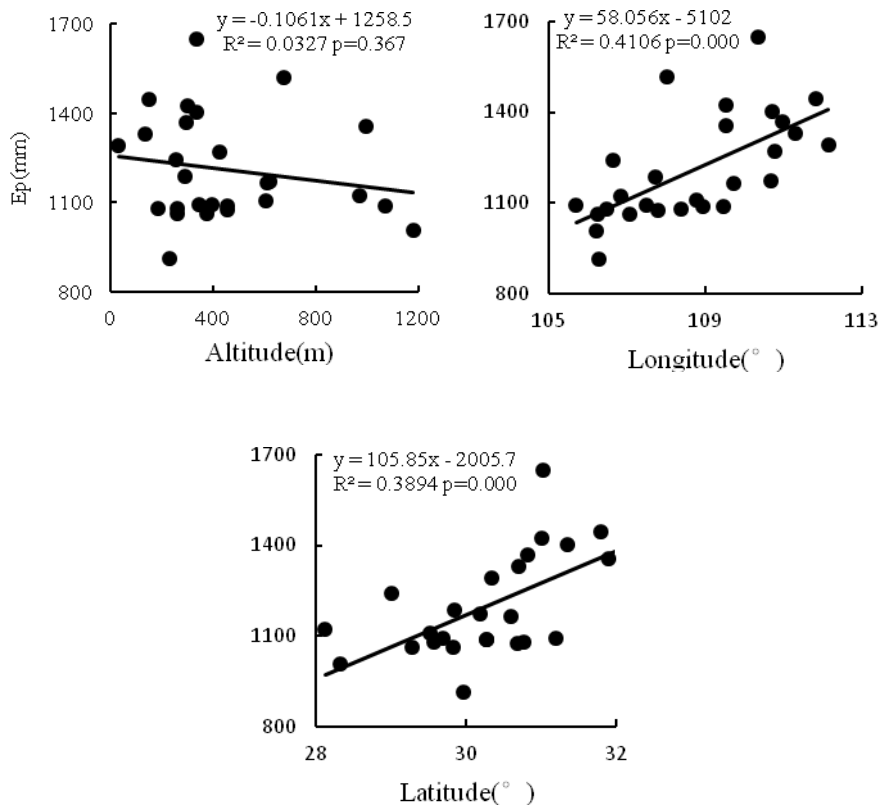 y = -0.1061x + 1258.5
R² = 0.0327 p=0.367
1700
1400
1100
800
Ep(mm)
0
400
800
1200
Altitude(m)
y = 58.056x - 5102
R² = 0.4106 p=0.000
1700
1400
1100
800
105
109
113
Longitude(° )
y = 105.85x - 2005.7
R² = 0.3894 p=0.000
1700
1400
1100
800
28
30
32
Latitude(° )